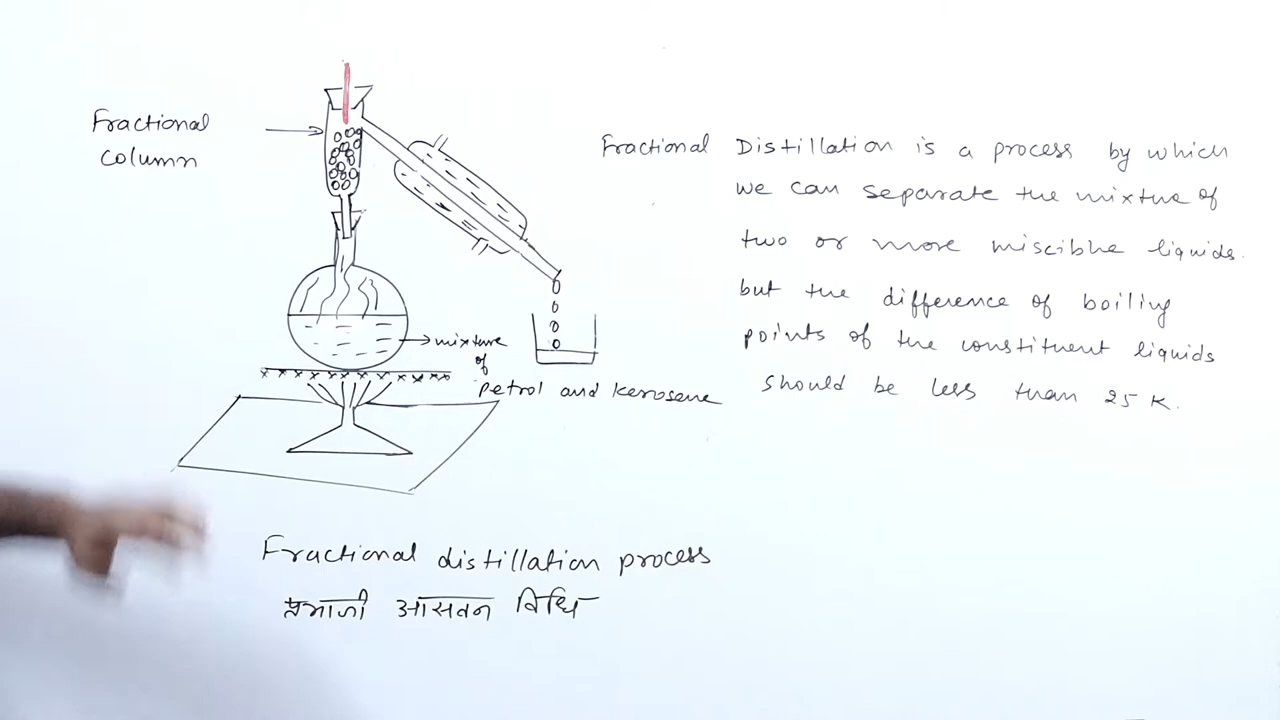 Fractional
column
Fractional Distillation is a process by which
we can separate the mixture of
two or more miscible liquids.
but the difference of boiling
points of the constituent liquids
should be less than 25 K.
mixture
of
petrol and kerosene
Fractional distillation process
प्रभाजी आसवन विधि